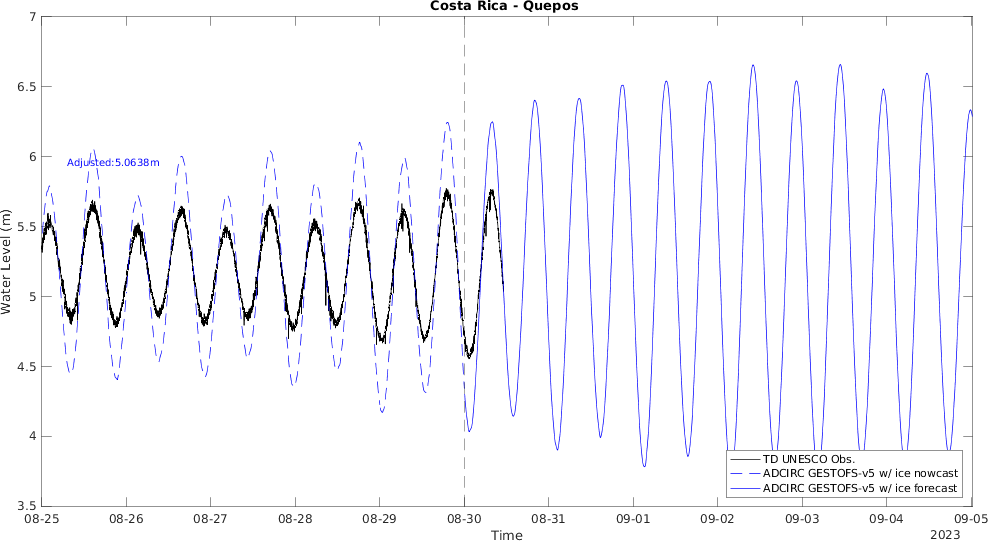 Costa Rica - Quepos
7
6.5
6
5.5
5
4.5
4
3.5
Water Level (m)
Adjusted:5.0638m
TD UNESCO Obs.
ADCIRC GESTOFS-v5 w/ ice nowcast
ADCIRC GESTOFS-v5 w/ ice forecast
08-25 08-26 08-27 08-28 08-29 08-30 08-31 09-01 09-02 09-03 09-04 09-05
Time
2023